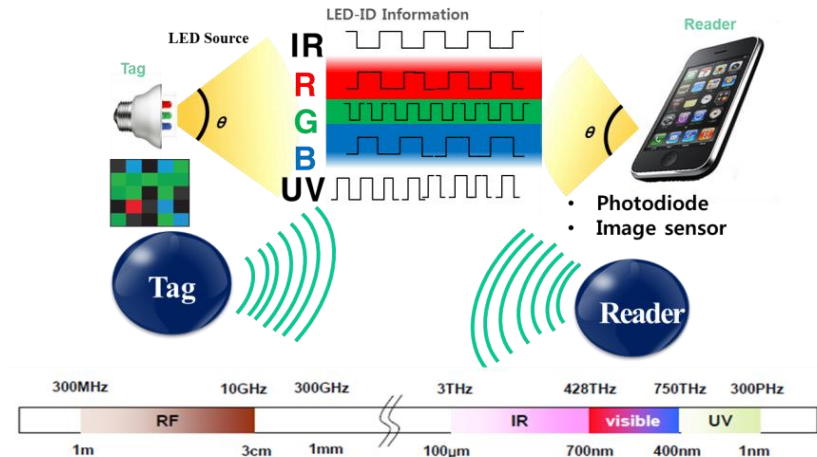 LED-ID Information
Reader
LED Source
Tag
IR
R
G
B
UV
θ
θ
• Photodiode
• Image sensor
Tag
Reader
300MHz 10GHz 300GHz 3THz 428THz 750THz 300PHz
RF IR visible UV
1m 3cm 1mm 100μm 700nm 400nm 1nm